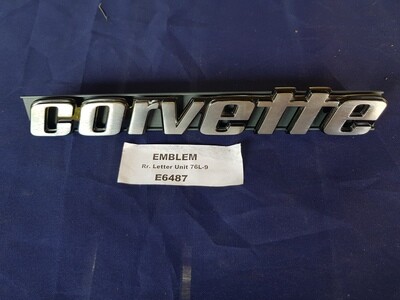 corvette
EMBLEM
Rr. Letter Unit 76L-9
E6487